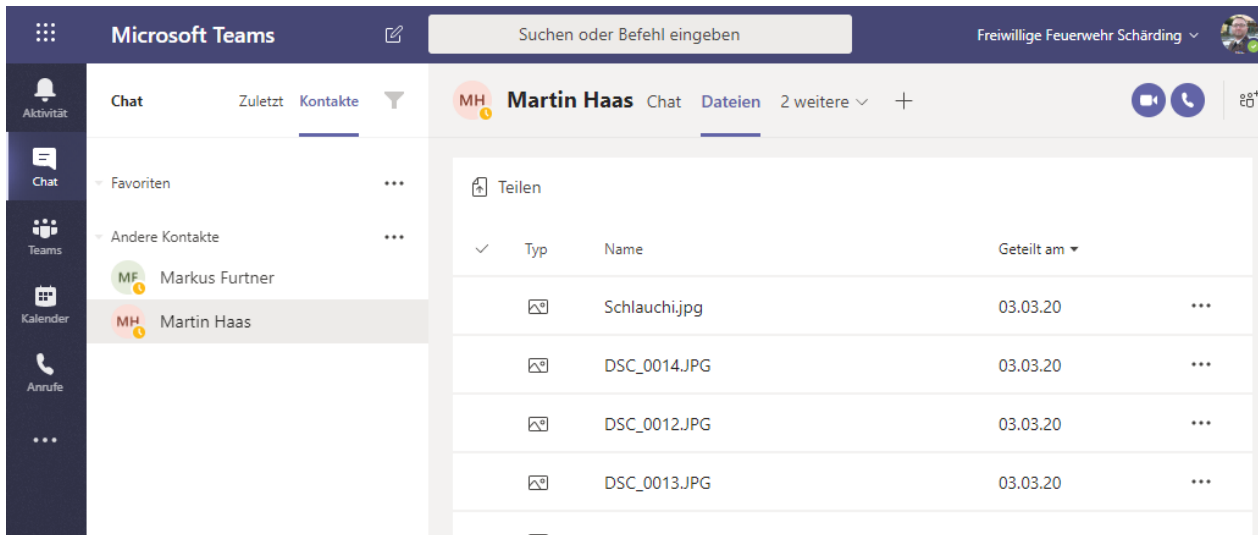 Microsoft Teams
Suchen oder Befehl eingeben
Freiwillige Feuerwehr Schärding
Aktivität
Chat
Teams
Kalender
Anrufe
Chat Zuletzt Kontakte
Favoriten
Andere Kontakte
MF Markus Furtner
MH Martin Haas
MH Martin Haas Chat Dateien 2 weitere
Teilen
Typ Name Geteilt am
Schlauchi.jpg 03.03.20
DSC_0014.JPG 03.03.20
DSC_0012.JPG 03.03.20
DSC_0013.JPG 03.03.20